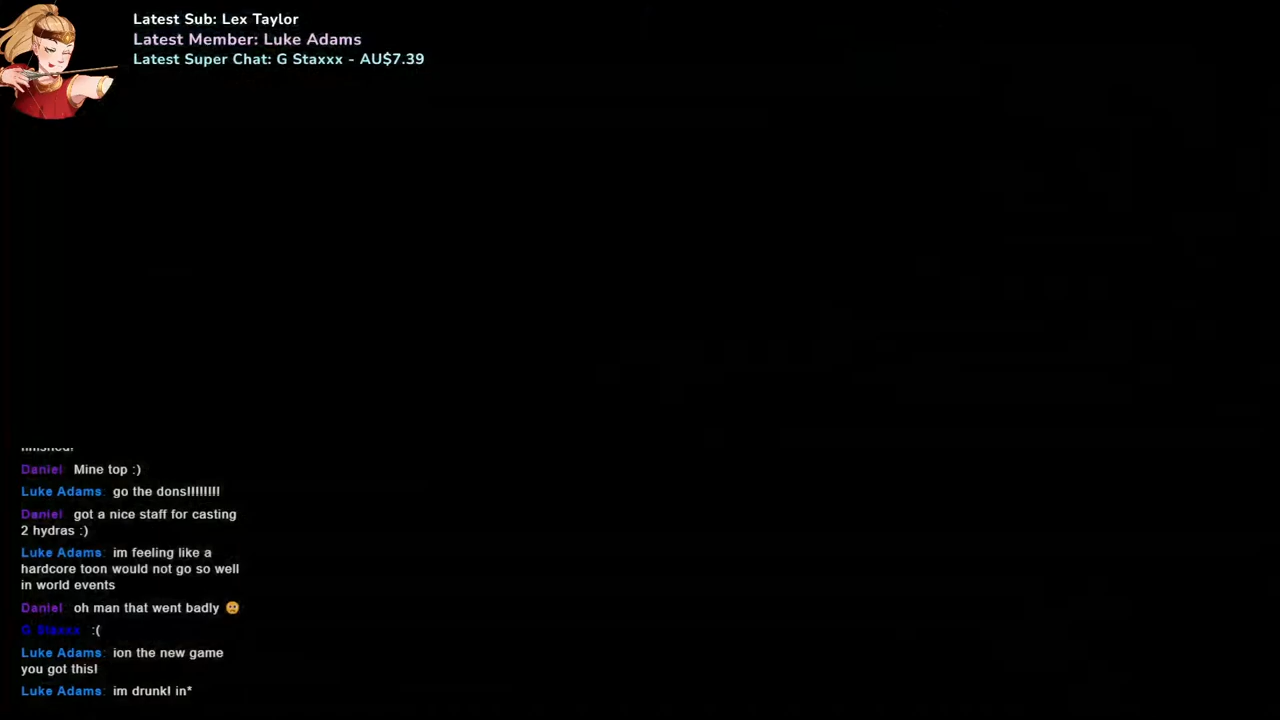 Latest Sub: Lex Taylor
Latest Member: Luke Adams
Latest Super Chat: G Staxxx - AU$7.39
finished!
Daniel Mine top :)
Luke Adams: go the dons!!!!!!!!
Daniel got a nice staff for casting
2 hydras :)
Luke Adams: im feeling like a
hardcore toon would not go so well
in world events
Daniel oh man that went badly 🙁
G Staxxx :(
Luke Adams: ion the new game
you got this!
Luke Adams: im drunk! in*